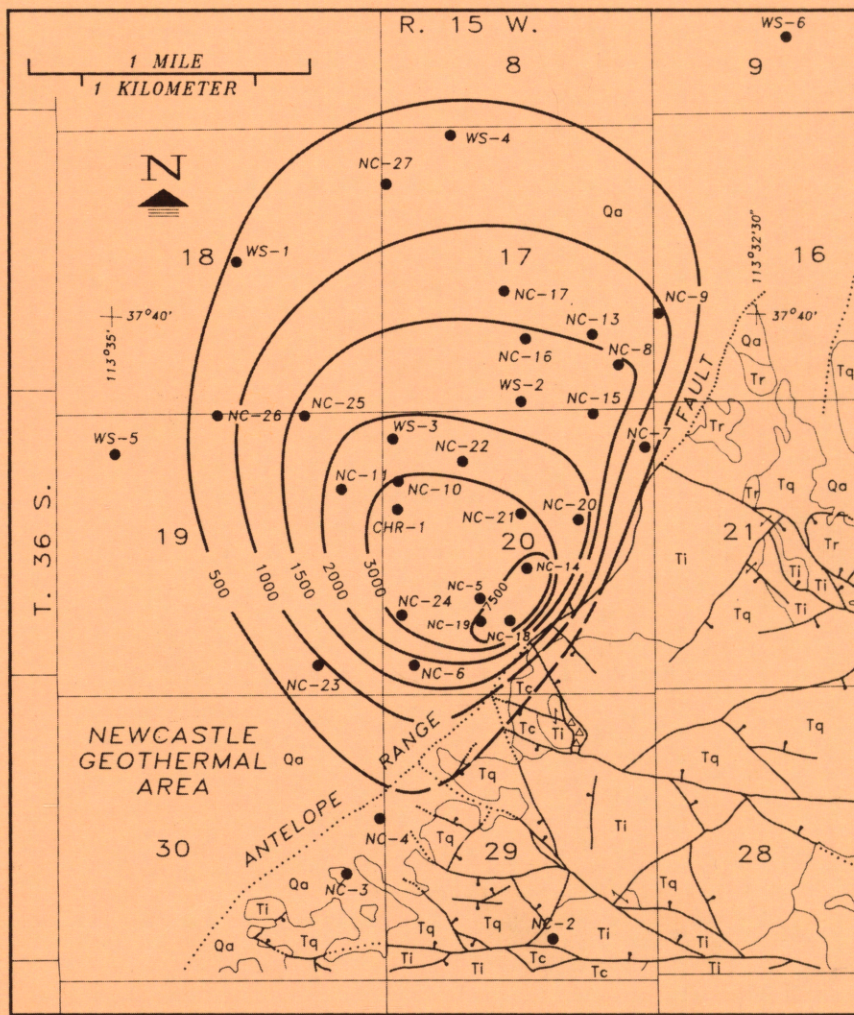 R. 15 W.
WS-6
1 MILE
1 KILOMETER
8
9
N
WS-4
NC-27
Qa
113°32'30"
18
WS-1
17
16
NC-17
NC-9
37°40'
37°40'
113°35'
NC-13
NC-16
NC-8
Qa
Tr
Tq
WS-2
FAULT
NC-26
NC-25
NC-15
WS-3
NC-7
Tr
WS-5
NC-22
NC-11
NC-10
Tr
Tq
Qa
T. 36 S.
CHR-1
NC-21
NC-20
19
20
21
Tr
Ti
500
1000
1500
2000
3000
NC-14
Ti
Ti
NC-5
7500
NC-24
Tq
Ti
Tq
NC-19
NC-18
NC-23
NC-6
Tc
Tc
Ti
Tq
Tq
NEWCASTLE
GEOTHERMAL
AREA
Qa
RANGE
Tq
ANTELOPE
NC-4
Tq
Ti
Ti
30
29
28
Qa
NC-3
Tq
Ti
Tq
Tq
NC-2
Ti
Qa
Tq
Ti
Ti
Tc
Ti
Tc
Ti